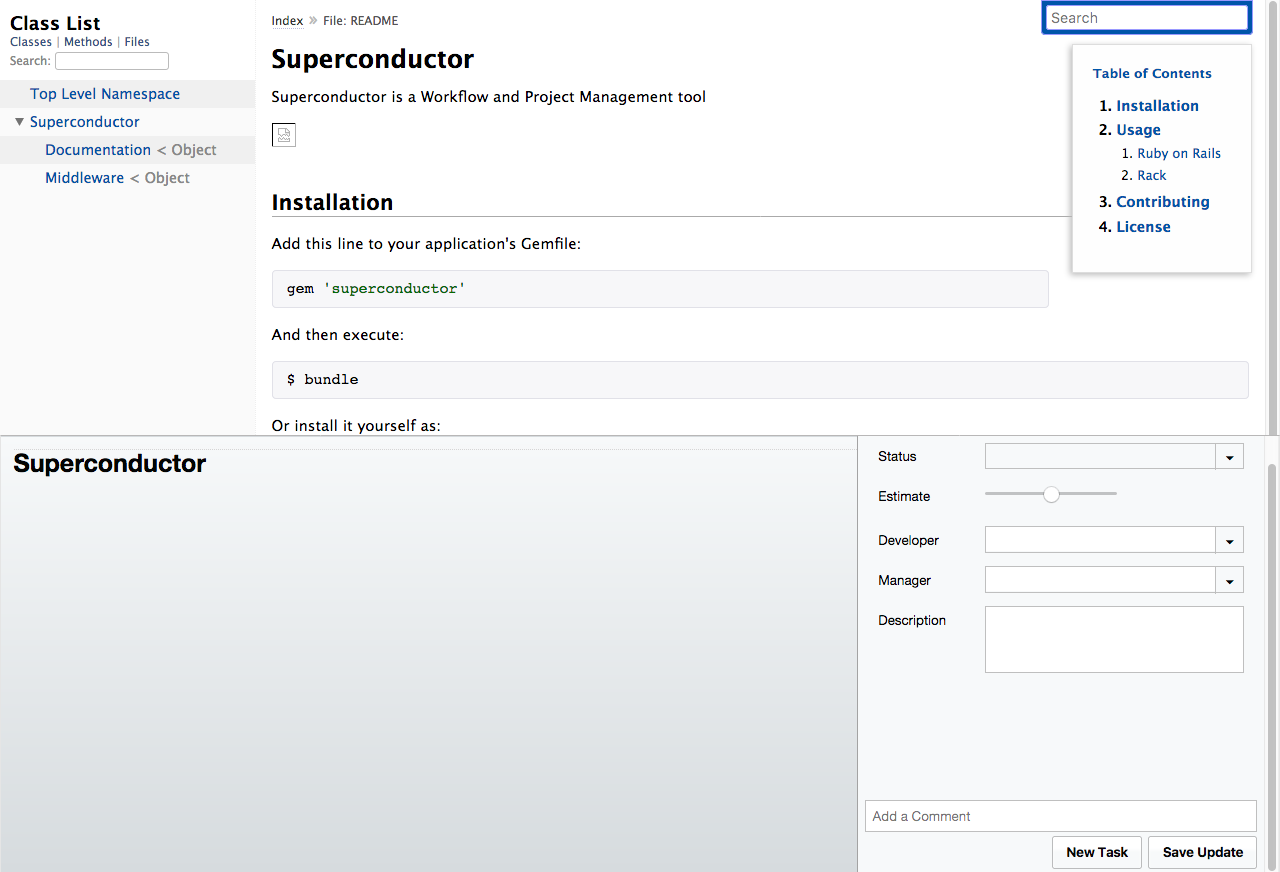 Class List
Classes | Methods | Files
Search:
Top Level Namespace
▼ Superconductor
Documentation < Object
Middleware < Object
Index » File: README
Superconductor
Superconductor is a Workflow and Project Management tool
Installation
Add this line to your application's Gemfile:
gem 'superconductor'
And then execute:
$ bundle
Or install it yourself as:
Search
Table of Contents
1. Installation
2. Usage
1. Ruby on Rails
2. Rack
3. Contributing
4. License
Superconductor
Status
Estimate
Developer
Manager
Description
Add a Comment
New Task Save Update